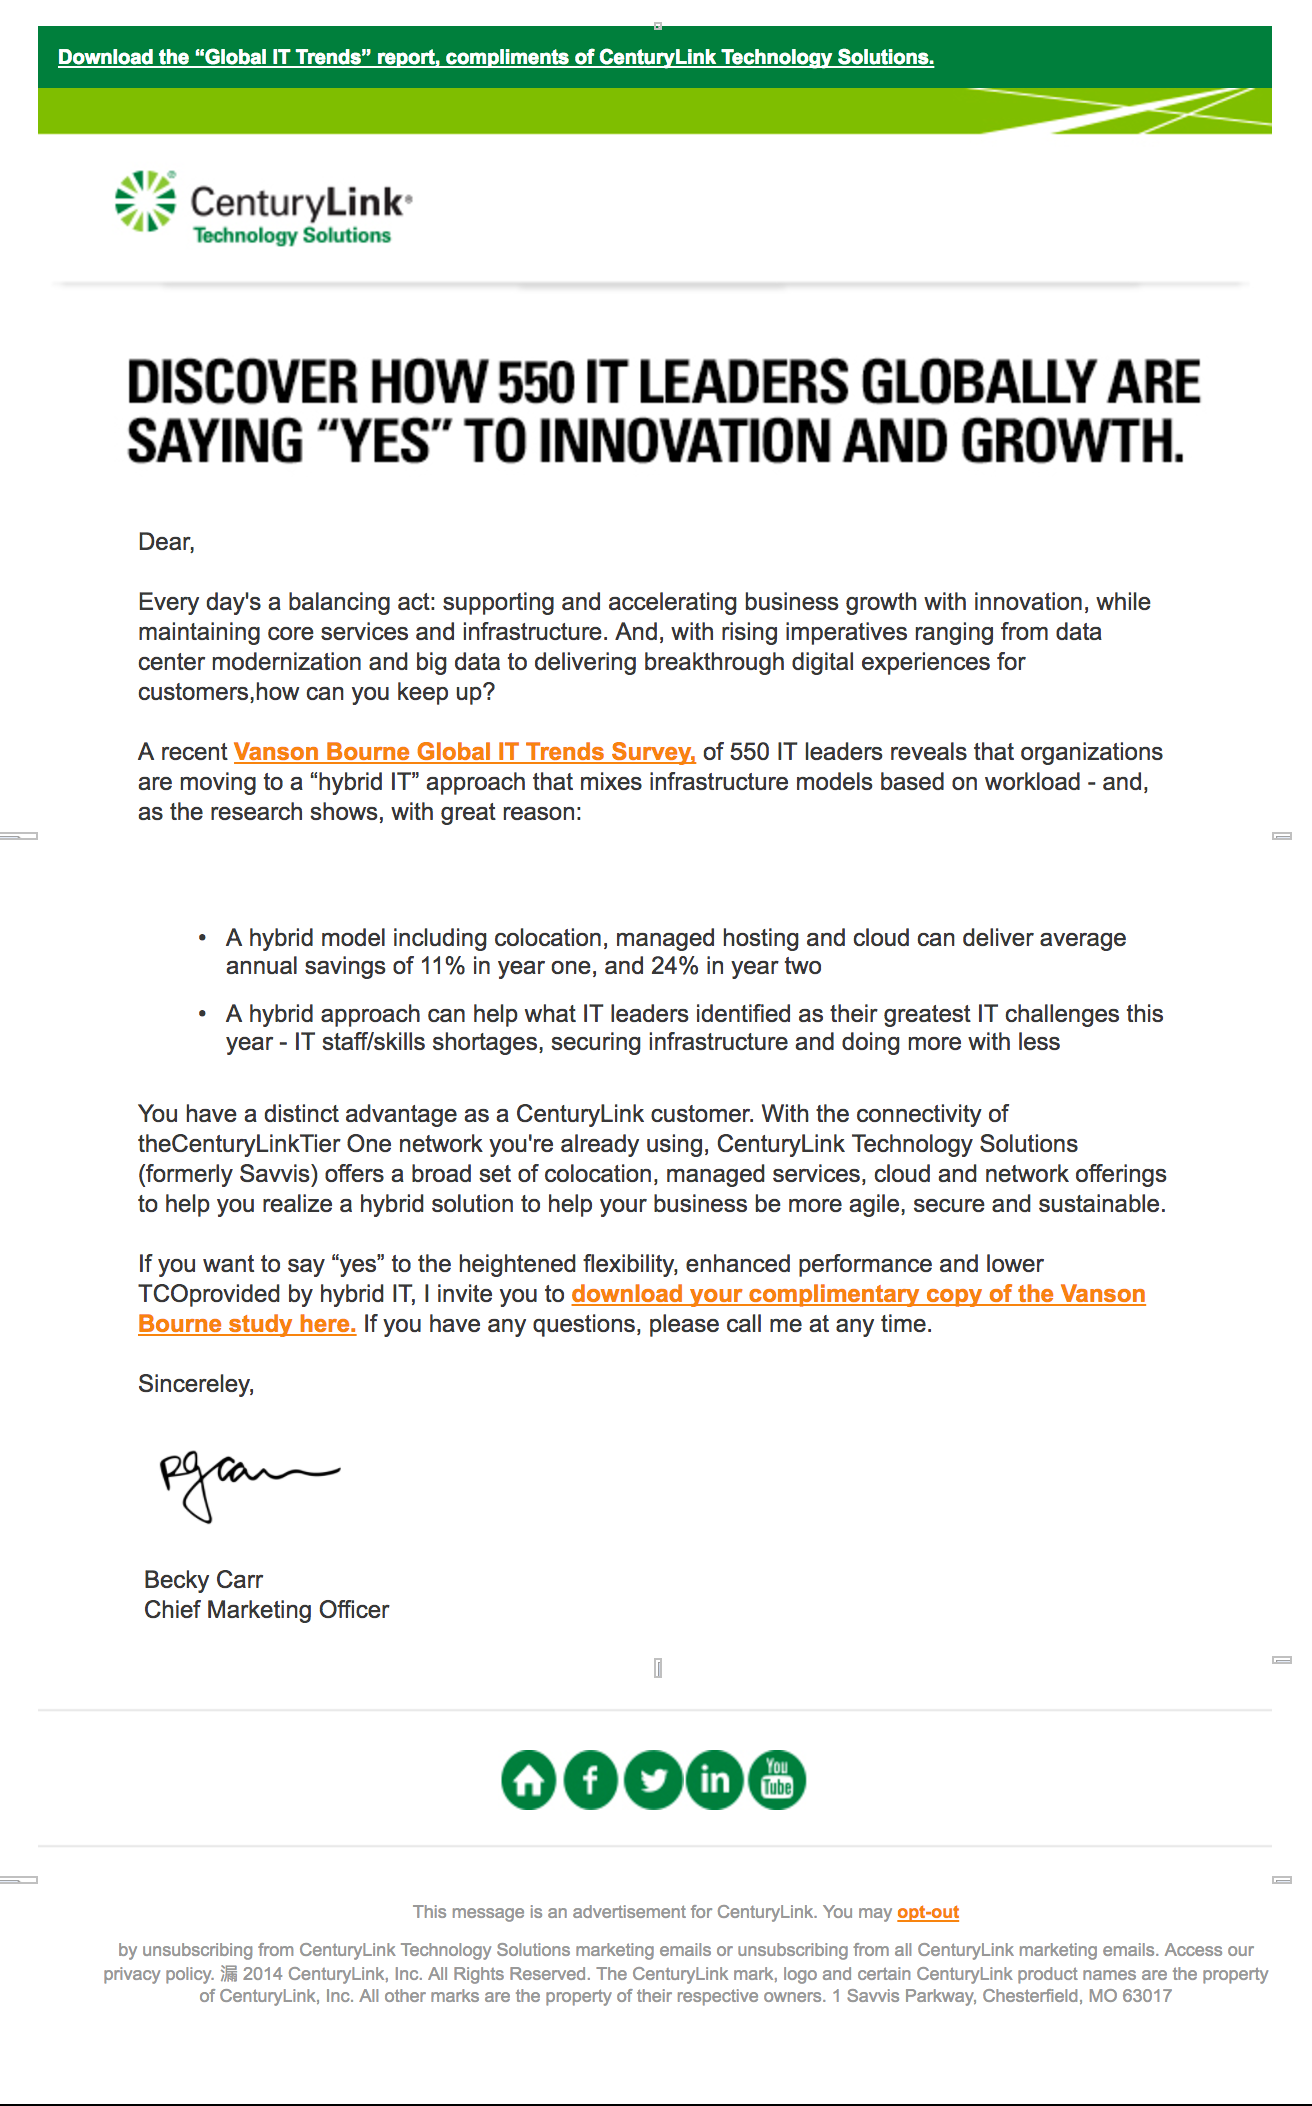 Download the “Global IT Trends” report, compliments of CenturyLink Technology Solutions.
CenturyLink®
Technology Solutions
DISCOVER HOW 550 IT LEADERS GLOBALLY ARE
SAYING “YES” TO INNOVATION AND GROWTH.
Dear,
Every day's a balancing act: supporting and accelerating business growth with innovation, while
maintaining core services and infrastructure. And, with rising imperatives ranging from data
center modernization and big data to delivering breakthrough digital experiences for
customers,how can you keep up?
A recent Vanson Bourne Global IT Trends Survey, of 550 IT leaders reveals that organizations
are moving to a “hybrid IT” approach that mixes infrastructure models based on workload - and,
as the research shows, with great reason:
• A hybrid model including colocation, managed hosting and cloud can deliver average
annual savings of 11% in year one, and 24% in year two
• A hybrid approach can help what IT leaders identified as their greatest IT challenges this
year - IT staff/skills shortages, securing infrastructure and doing more with less
You have a distinct advantage as a CenturyLink customer. With the connectivity of
theCenturyLinkTier One network you're already using, CenturyLink Technology Solutions
(formerly Savvis) offers a broad set of colocation, managed services, cloud and network offerings
to help you realize a hybrid solution to help your business be more agile, secure and sustainable.
If you want to say “yes” to the heightened flexibility, enhanced performance and lower
TCOprovided by hybrid IT, I invite you to download your complimentary copy of the Vanson
Bourne study here. If you have any questions, please call me at any time.
Sincereley,
Becky Carr
Chief Marketing Officer
You
Tube
This message is an advertisement for CenturyLink. You may opt-out
by unsubscribing from CenturyLink Technology Solutions marketing emails or unsubscribing from all CenturyLink marketing emails. Access our
privacy policy. 漏 2014 CenturyLink, Inc. All Rights Reserved. The CenturyLink mark, logo and certain CenturyLink product names are the property
of CenturyLink, Inc. All other marks are the property of their respective owners. 1 Savvis Parkway, Chesterfield, MO 63017